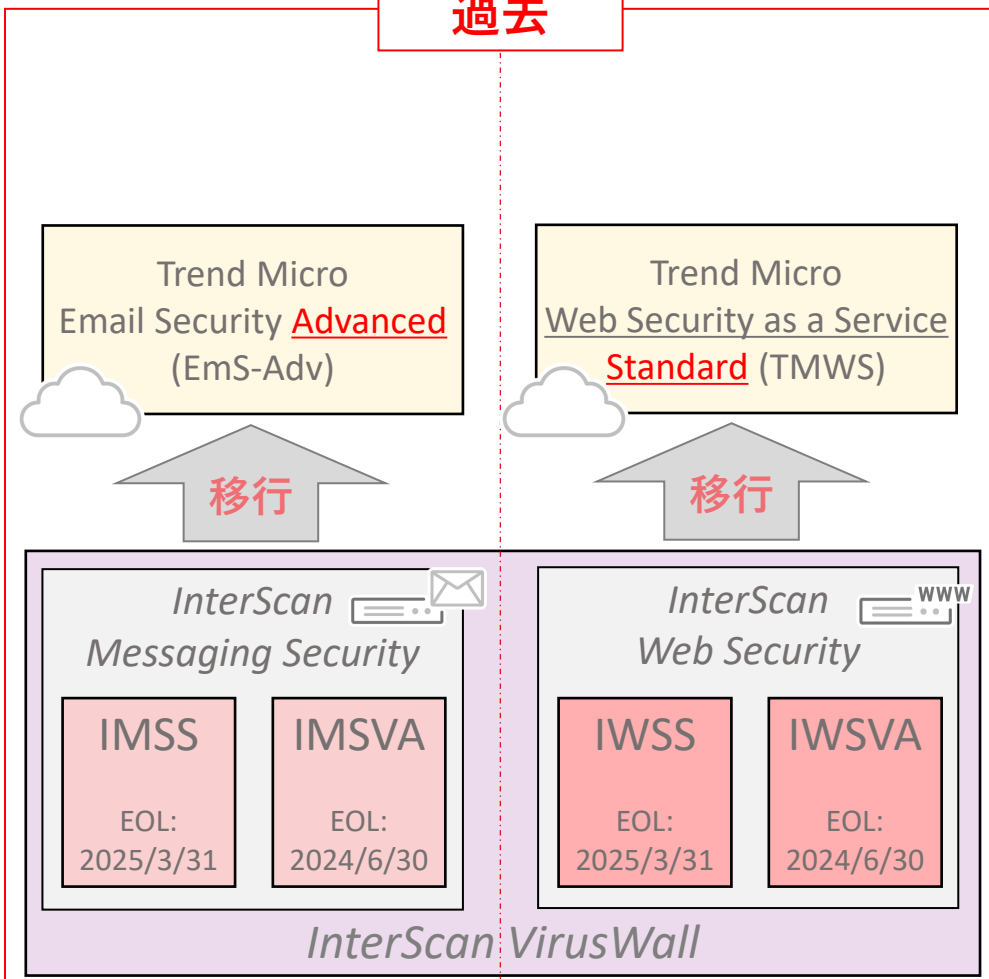 過去
Trend Micro
Email Security Advanced
(EmS-Adv)
Trend Micro
Web Security as a Service
Standard (TMWS)
移行
移行
InterScan
Messaging Security
IMSS
EOL:
2025/3/31
IMSVA
EOL:
2024/6/30
InterScan
www
Web Security
IWSS
EOL:
2025/3/31
IWSVA
EOL:
2024/6/30
InterScan VirusWall